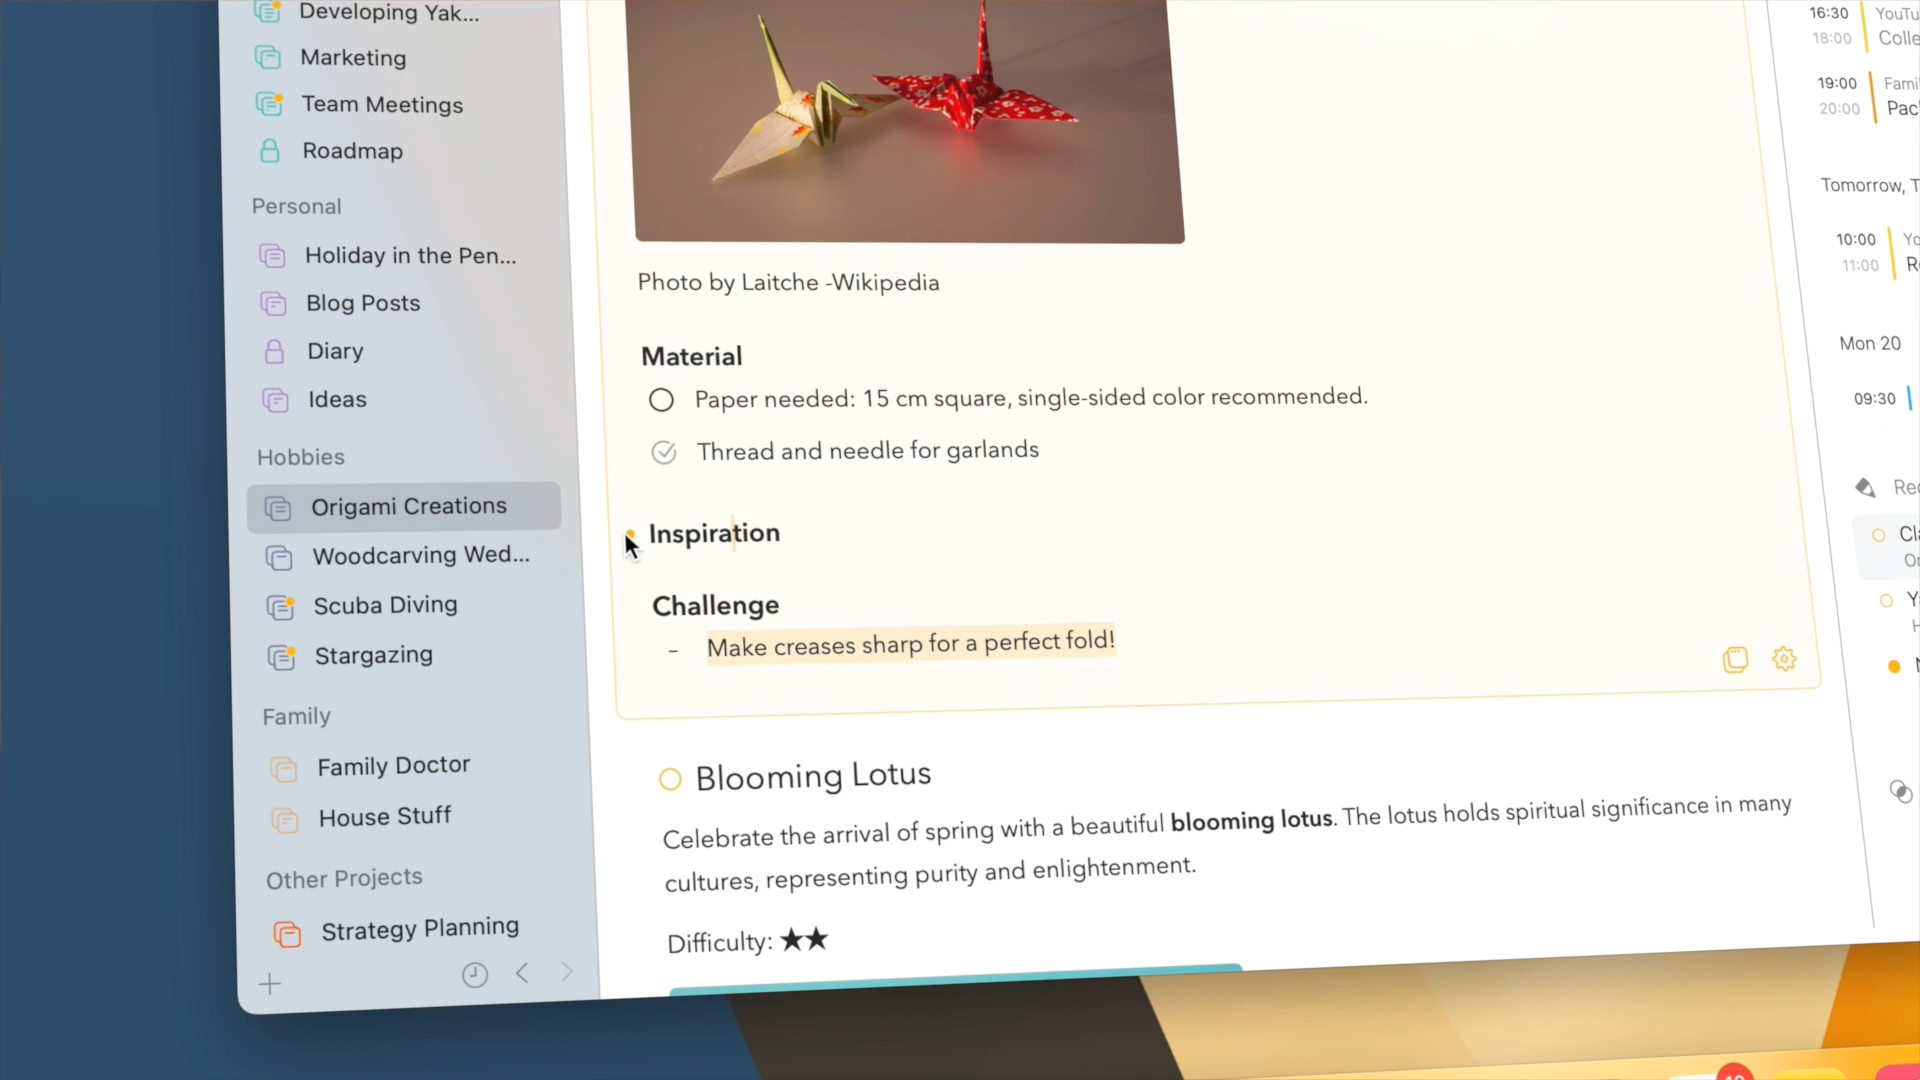 Developing Yak...
Marketing
Team Meetings
Roadmap
Personal
Holiday in the Pen...
Blog Posts
Diary
Ideas
Hobbies
Origami Creations
Woodcarving Wed...
Scuba Diving
Stargazing
Family
Family Doctor
House Stuff
Other Projects
Strategy Planning
Photo by Laitche -Wikipedia
Material
Paper needed: 15 cm square, single-sided color recommended.
Thread and needle for garlands
Inspiration
Challenge
– Make creases sharp for a perfect fold!
Blooming Lotus
Celebrate the arrival of spring with a beautiful blooming lotus. The lotus holds spiritual significance in many
cultures, representing purity and enlightenment.
Difficulty: ★★
16:30
18:00
19:00
20:00
Tomorrow,
10:00
11:00
Mon 20
09:30